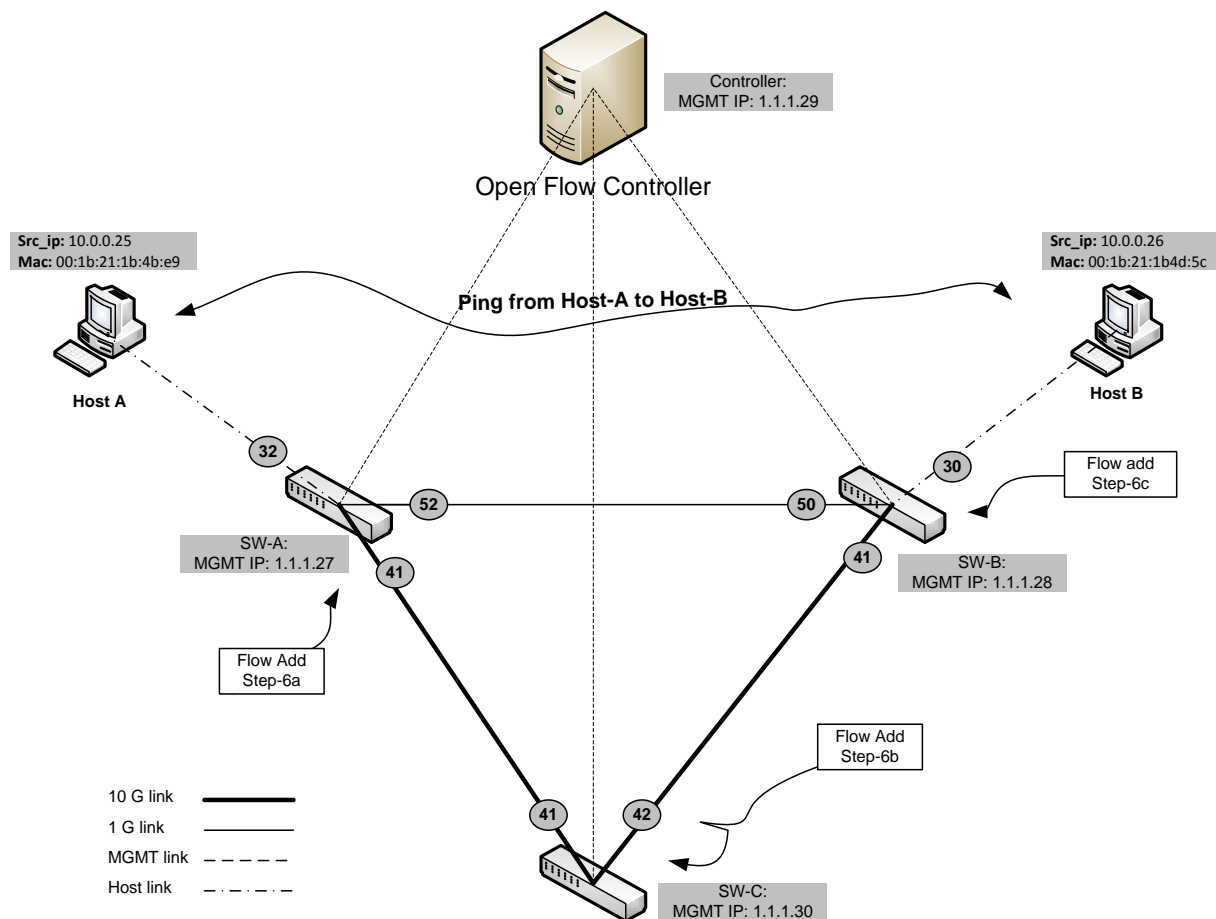 Controller:
MGMT IP: 1.1.1.29
Open Flow Controller
Src_ip: 10.0.0.25
Mac: 00:1b:21:1b:4b:e9
Src_ip: 10.0.0.26
Mac: 00:1b:21:1b4d:5c
Ping from Host-A to Host-B
Host A
Host B
32
30
Flow add
Step-6c
52
50
SW-A:
MGMT IP: 1.1.1.27
41
41
SW-B:
MGMT IP: 1.1.1.28
Flow Add
Step-6a
Flow Add
Step-6b
10 G link
1 G link
MGMT link
Host link
41
42
SW-C:
MGMT IP: 1.1.1.30